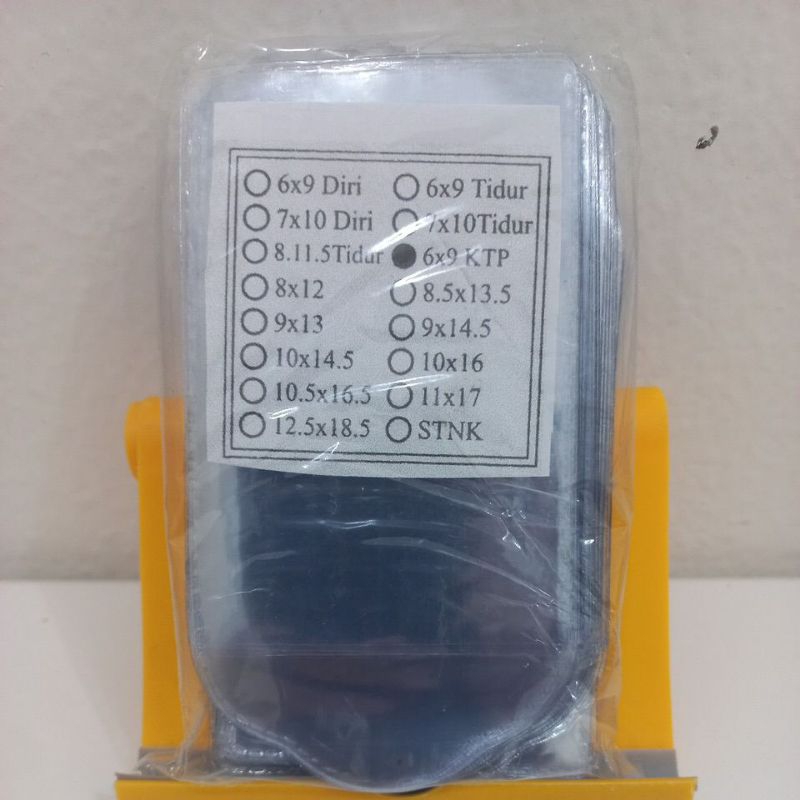 6x9 Diri 6x9 Tidur
7x10 Diri 7x10Tidur
8.11.5Tidur 6x9 KTP
8x12 8.5x13.5
9x13 9x14.5
10x14.5 10x16
10.5x16.5 11x17
12.5x18.5 STNK